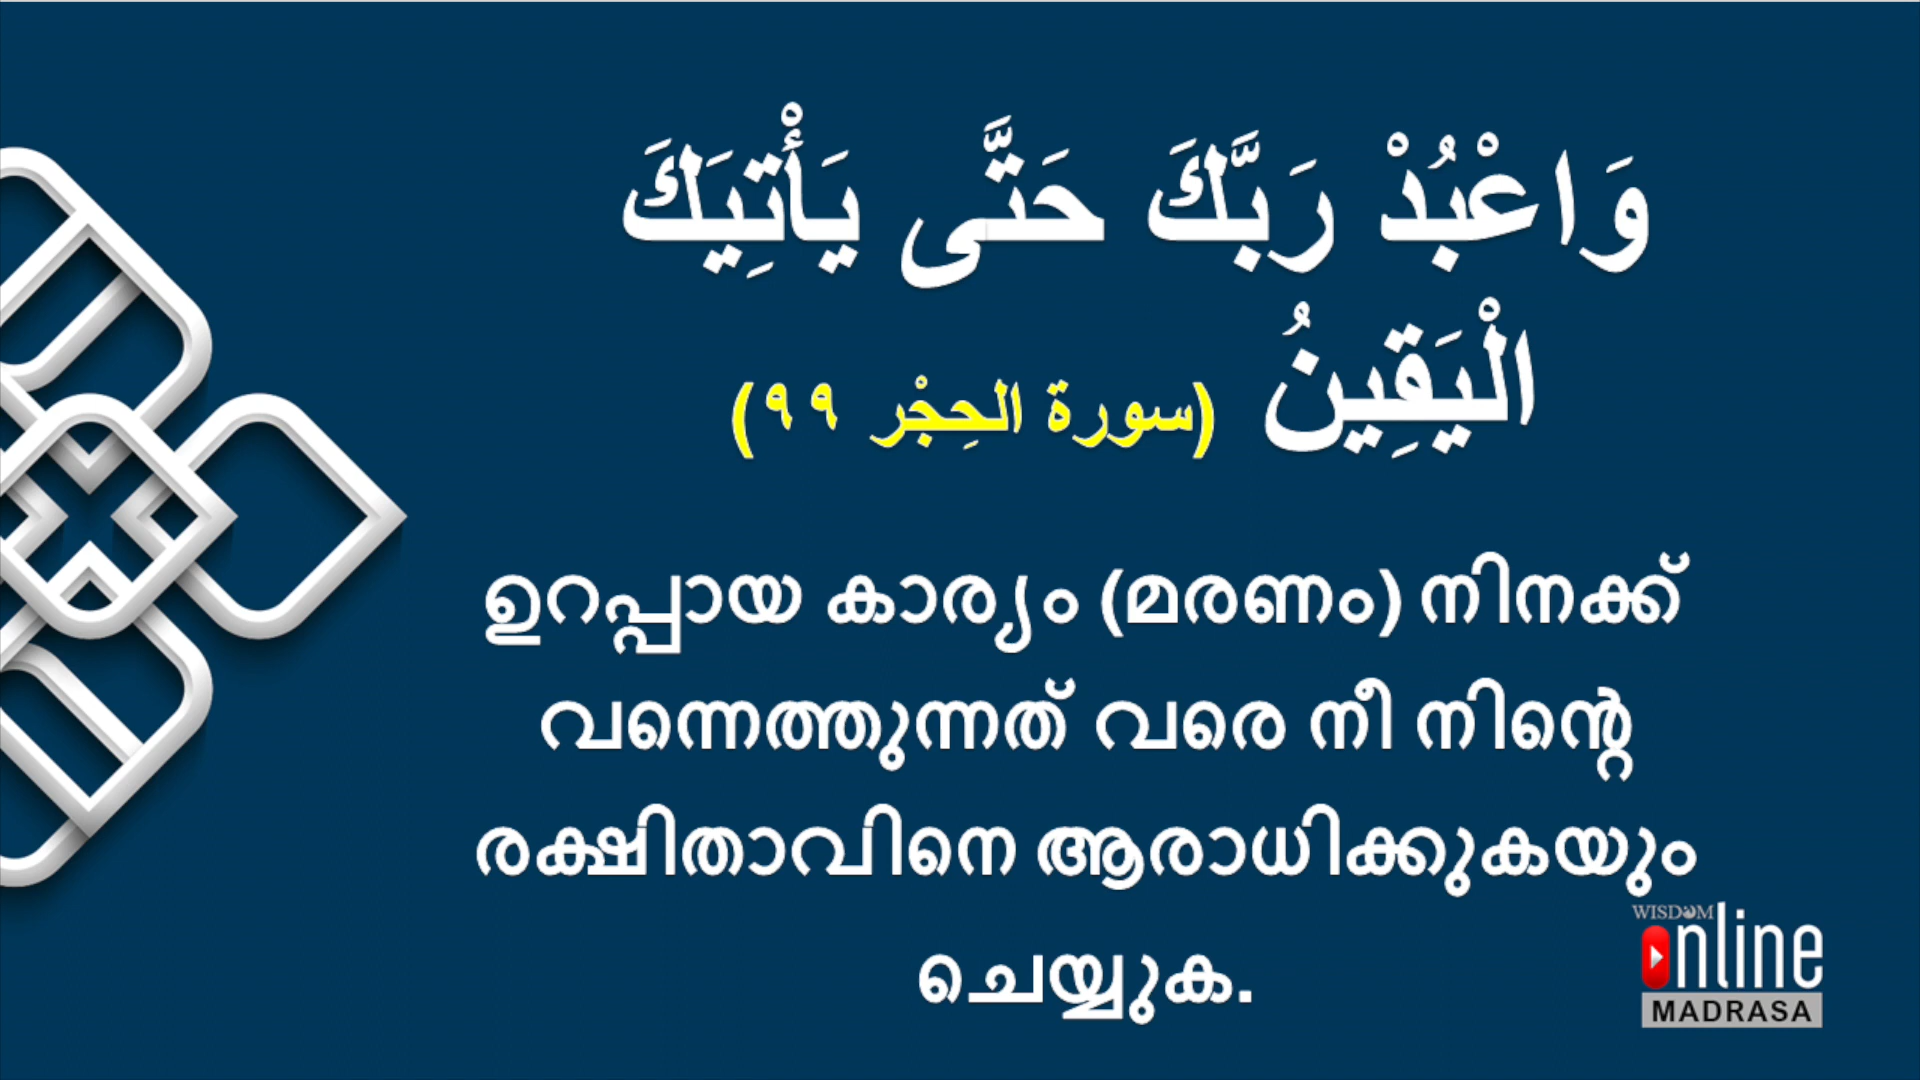 وَاعْبُدْ رَبَّكَ حَتَّى يَأْتِيَكَ
الْيَقِينُ (سورة الحِجْر ٩٩)
ഉറപ്പായ കാര്യം (മരണം) നിനക്ക്
വന്നെത്തുന്നത് വരെ നീ നിന്റെ
രക്ഷിതാവിനെ ആരാധിക്കുകയും
ചെയ്യുക.
WISDOM
online
MADRASA